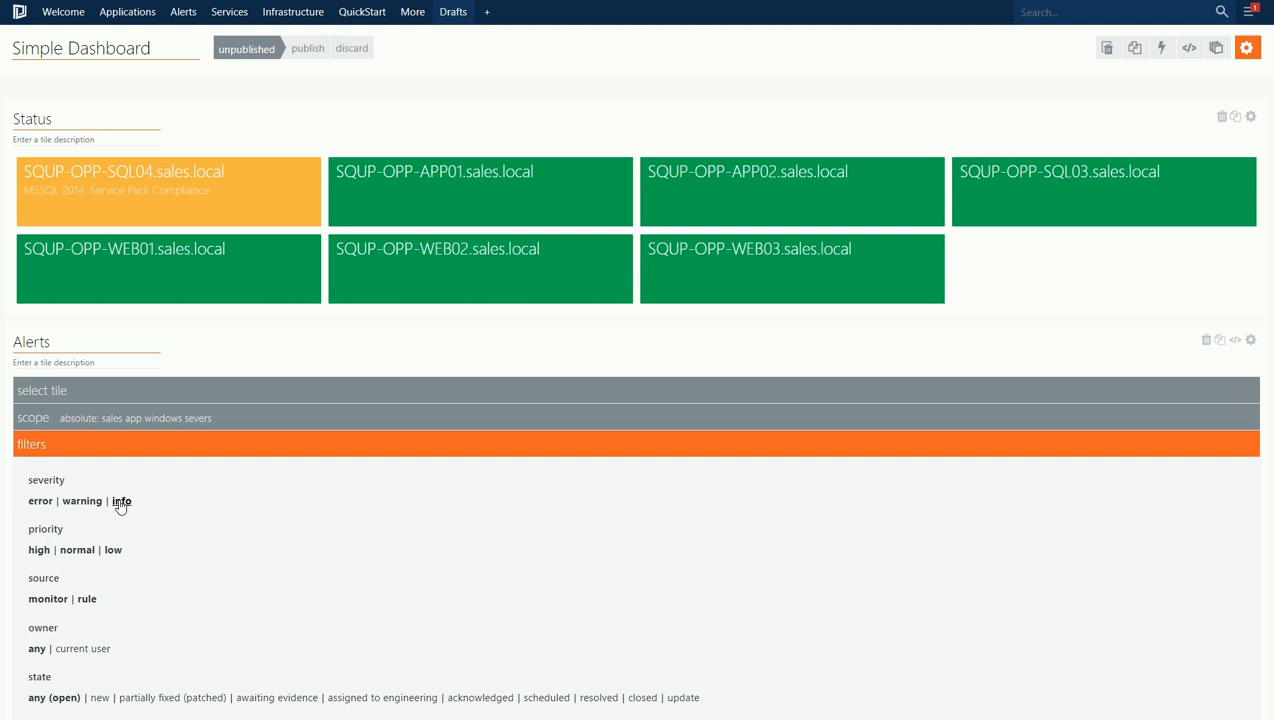 Welcome Applications Alerts Services Infrastructure QuickStart More Drafts + Search... 1
Simple Dashboard unpublished publish discard </>
Status
Enter a tile description
SQUP-OPP-SQL04.sales.local SQUP-OPP-APP01.sales.local SQUP-OPP-APP02.sales.local SQUP-OPP-SQL03.sales.local
MSSQL 2014: Service Pack Compliance
SQUP-OPP-WEB01.sales.local SQUP-OPP-WEB02.sales.local SQUP-OPP-WEB03.sales.local
Alerts </>
Enter a tile description
select tile
scope absolute: sales app windows severs
filters
severity
error | warning | info
priority
high | normal | low
source
monitor | rule
owner
any | current user
state
any (open) | new | partially fixed (patched) | awaiting evidence | assigned to engineering | acknowledged | scheduled | resolved | closed | update